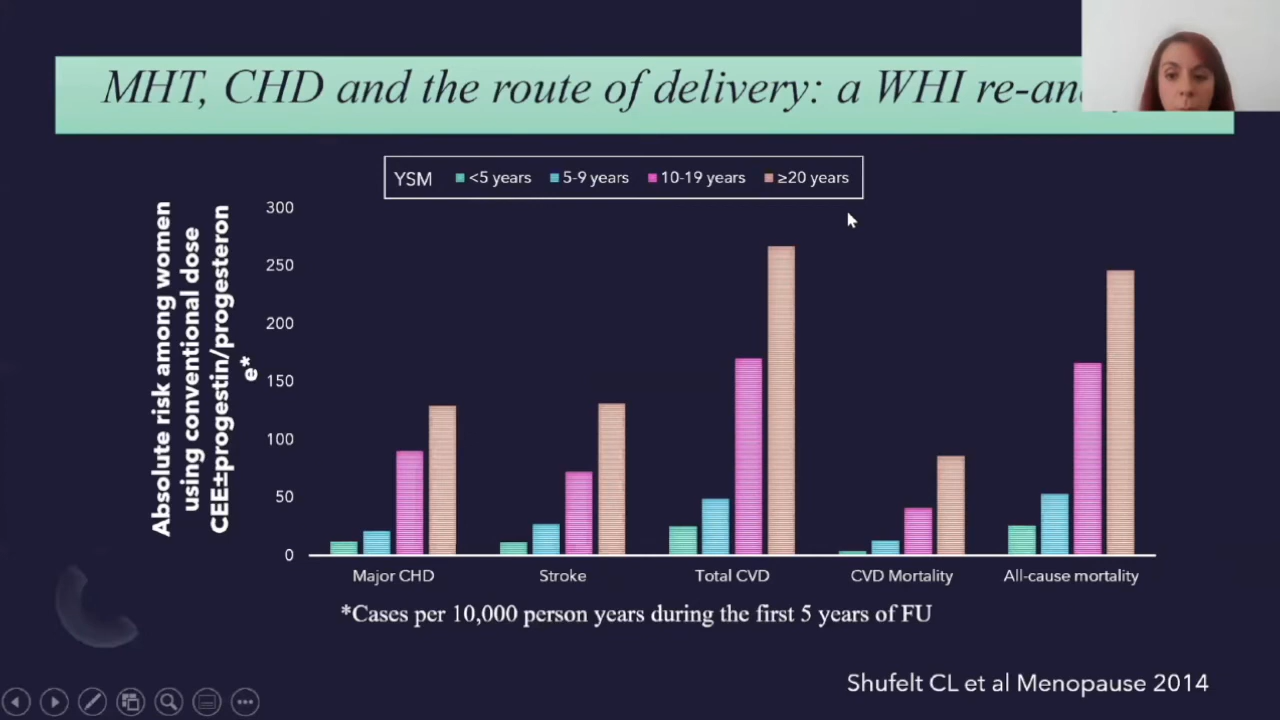 MHT, CHD and the route of delivery: a WHI re-an
YSM <5 years 5-9 years 10-19 years ≥20 years
Absolute risk among women
using conventional dose
CEE±progestin/progesteron
e*
300
250
200
150
100
50
0
Major CHD Stroke Total CVD CVD Mortality All-cause mortality
*Cases per 10,000 person years during the first 5 years of FU
Shufelt CL et al Menopause 2014